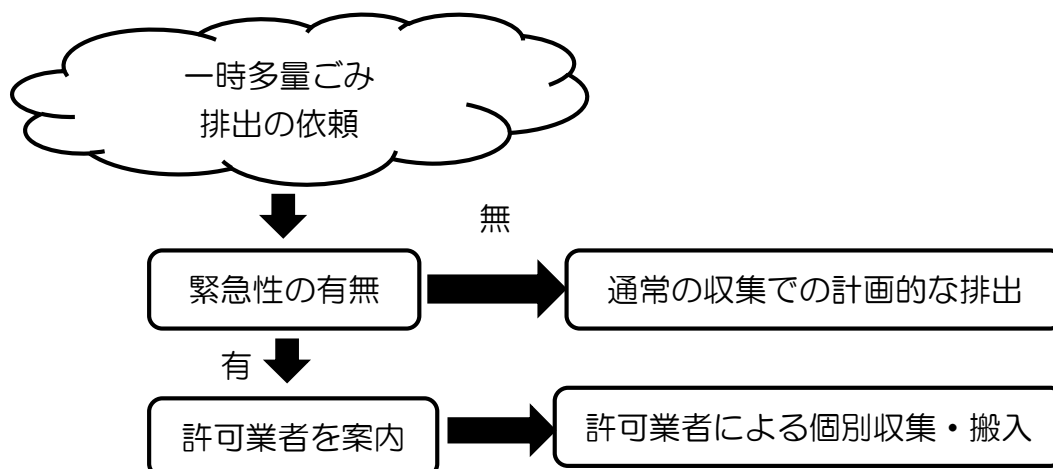 一時多量ごみ
排出の依頼
無
緊急性の有無
通常の収集での計画的な排出
有
許可業者を案内
許可業者による個別収集・搬入